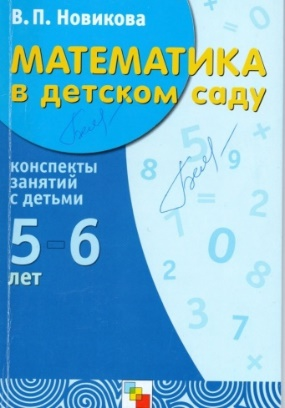 В. П. Новикова
МАТЕМАТИКА
в детском саду
конспекты
занятий
с детьми
5-6
лет